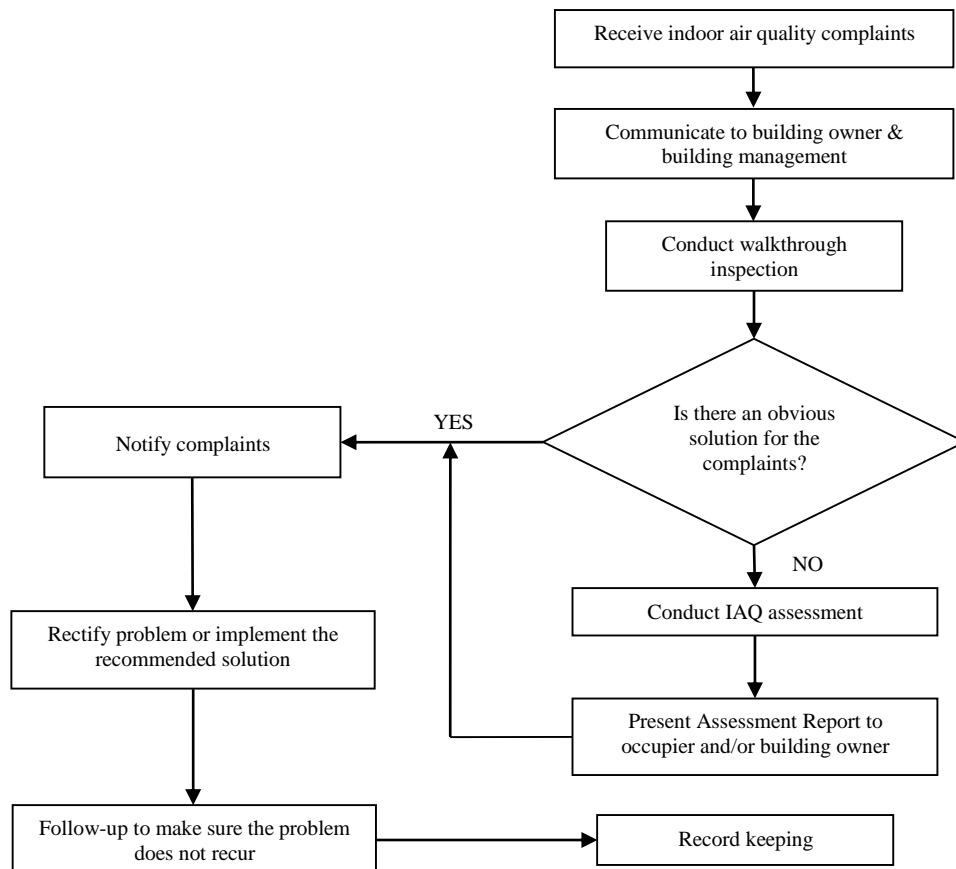 Receive indoor air quality complaints
Communicate to building owner &
building management
Conduct walkthrough
inspection
Is there an obvious
solution for the
complaints?
YES
Notify complaints
NO
Conduct IAQ assessment
Rectify problem or implement the
recommended solution
Present Assessment Report to
occupier and/or building owner
Follow-up to make sure the problem
does not recur
Record keeping